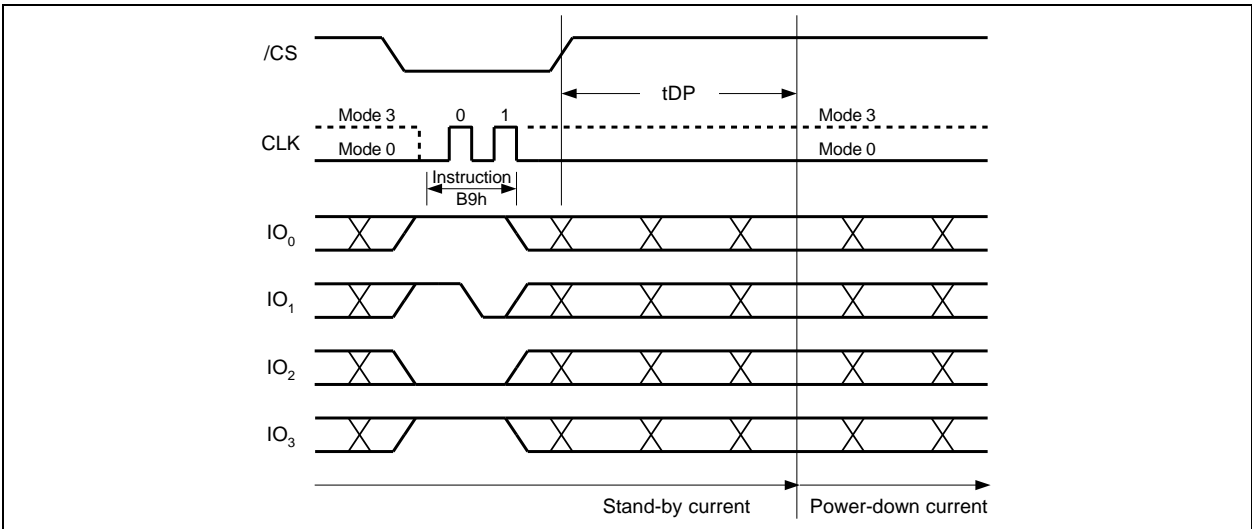 /CS
tDP
Mode 3 0 1 Mode 3
CLK
Mode 0 Mode 0
Instruction
B9h
IO0
IO1
IO2
IO3
Stand-by current Power-down current